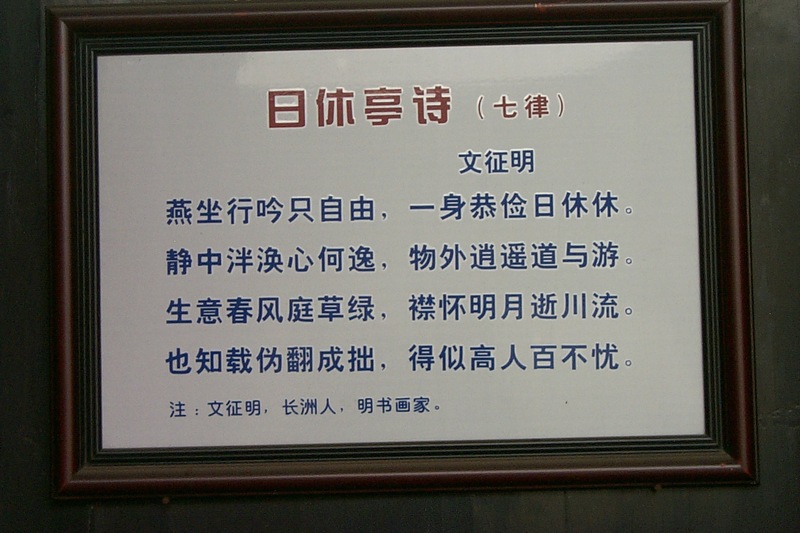 日休亭诗（七律）
文征明
燕坐行吟只自由，一身恭俭日休休。
静中泮涣心何逸，物外逍遥道与游。
生意春风庭草绿，襟怀明月逝川流。
也知载伪翻成拙，得似高人百不忧。
注：文征明，长洲人，明书画家。